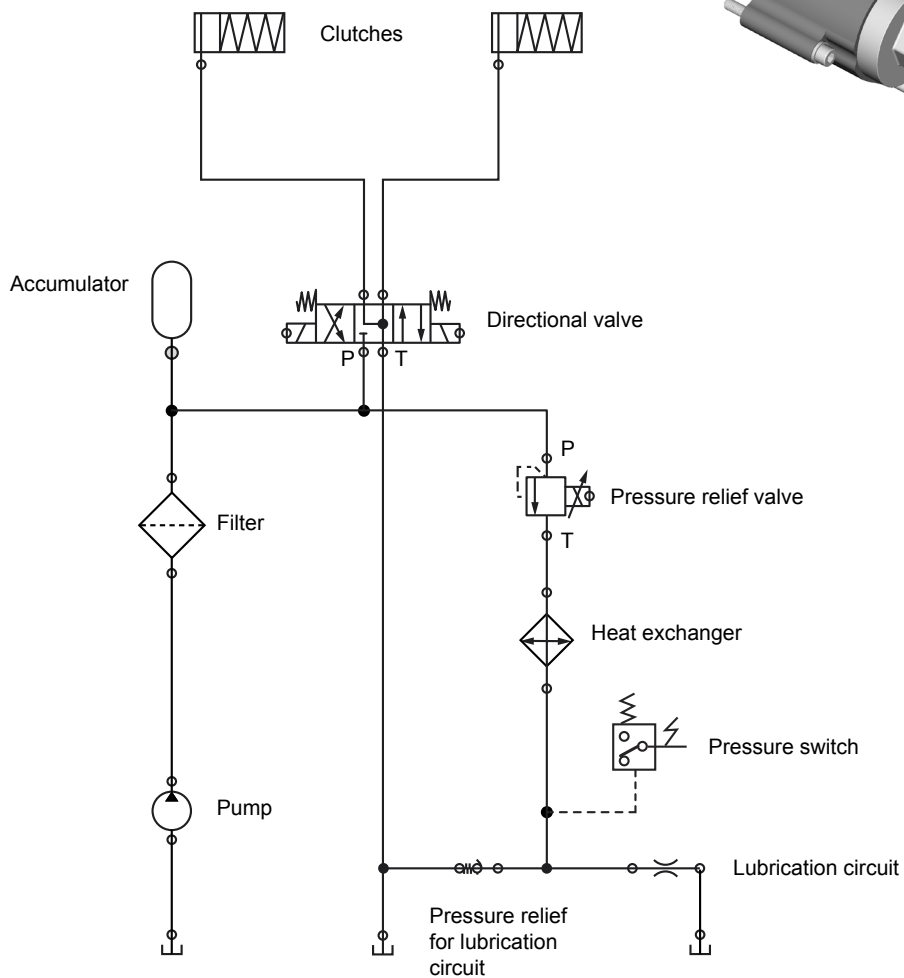 Clutches
Accumulator
Directional valve
P
T
P
Pressure relief valve
T
Filter
Heat exchanger
Pressure switch
Pump
Lubrication circuit
Pressure relief
for lubrication
circuit